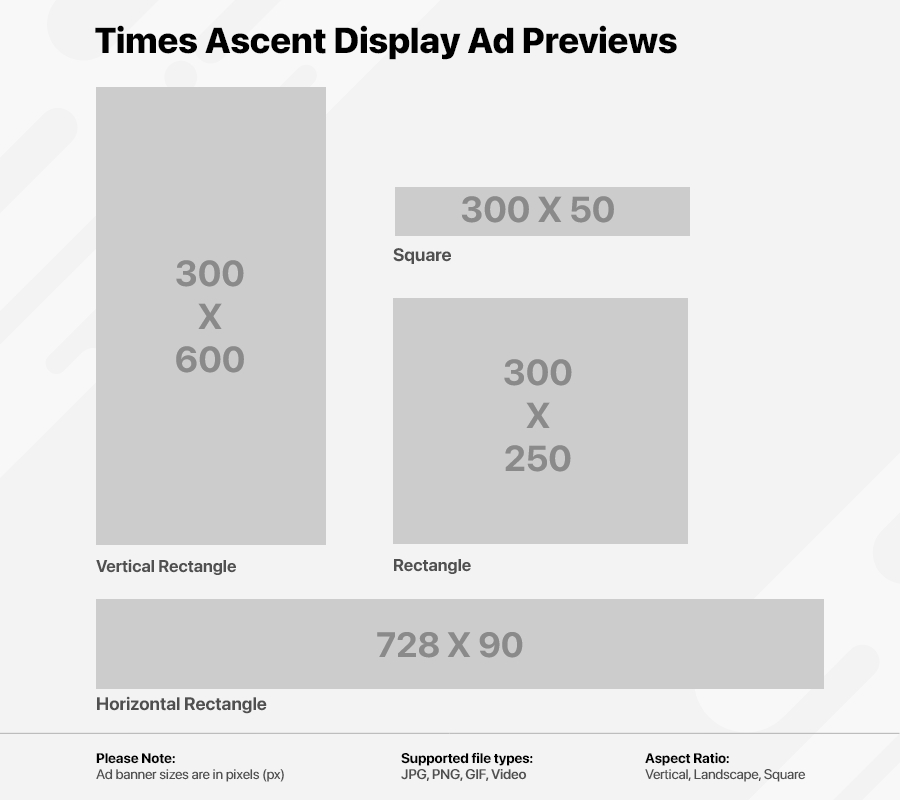 Times Ascent Display Ad Previews
300
X
600
Vertical Rectangle
300 X 50
Square
300
X
250
Rectangle
728 X 90
Horizontal Rectangle
Please Note:
Ad banner sizes are in pixels (px)
Supported file types:
JPG, PNG, GIF, Video
Aspect Ratio:
Vertical, Landscape, Square